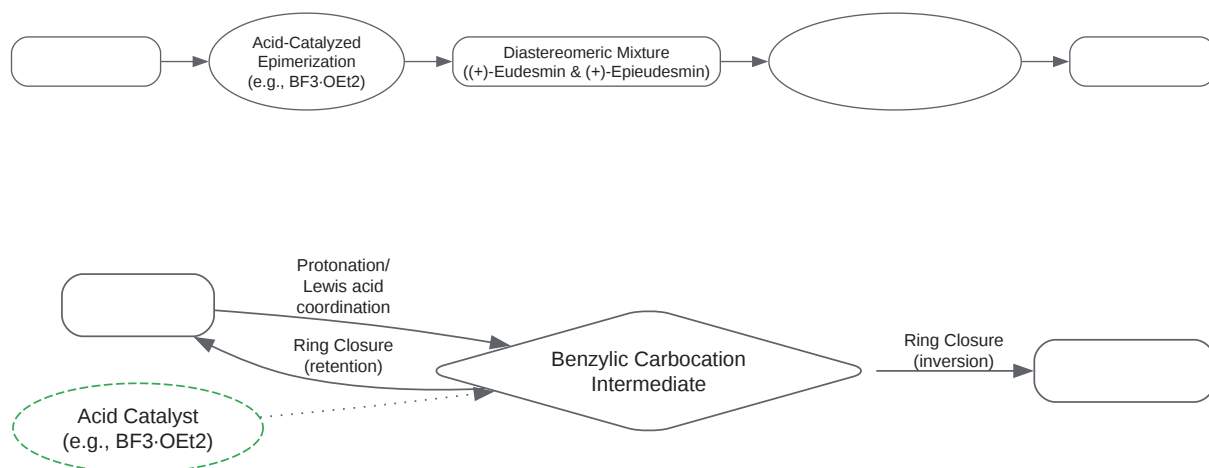 Acid-Catalyzed
Epimerization
(e.g., BF3·OEt2)
Diastereomeric Mixture
((+)-Eudesmin & (+)-Epieudesmin)
Protonation/
Lewis acid
coordination
Ring Closure
(retention)
Benzylic Carbocation
Intermediate
Ring Closure
(inversion)
Acid Catalyst
(e.g., BF3·OEt2)